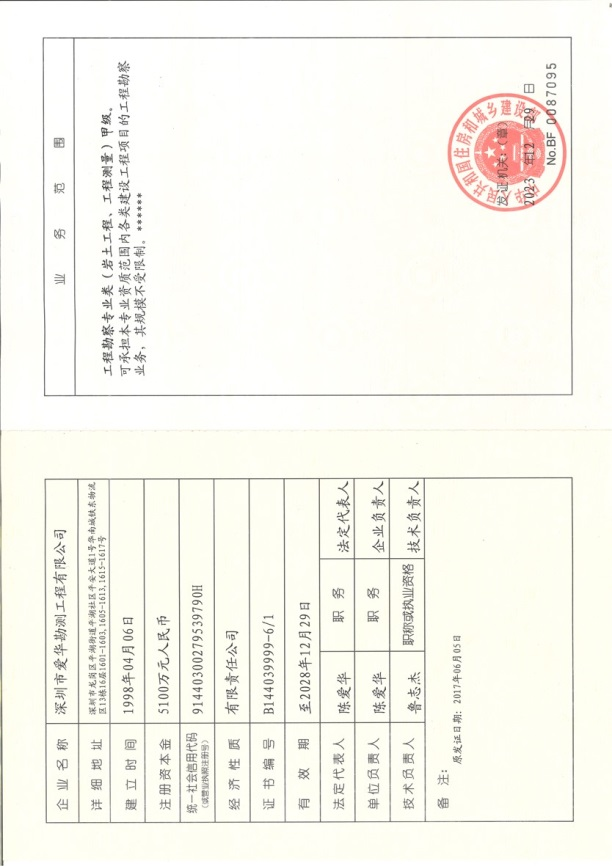 企业名称 深圳市爱华勘测工程有限公司
详细地址 深圳市龙岗区平湖街道平湖社区平安大道1号华南城铁东物流
区13栋16层1601-1603,1605-1613,1615-1617号
建立时间 1998年04月06日
注册资本金 5100万元人民币
统一社会信用代码 91440300279539790H
(或营业执照注册号)
经济性质 有限责任公司
证书编号 B144039999-6/1
有效期 至2028年12月29日
法定代表人 陈爱华 职务 法定代表人
单位负责人 陈爱华 职务 企业负责人
技术负责人 鲁志杰 职称或执业资格 技术负责人
备注: 原发证日期: 2017年06月05日
业务范围
工程勘察专业类(岩土工程、工程测量)甲级。
可承担本专业资质范围内各类建设工程项目的工程勘察
业务,其规模不受限制。******
中华人民共和国住房和城乡建设部
发证机关:(章)
2023年12月29日
No.BF 0087095